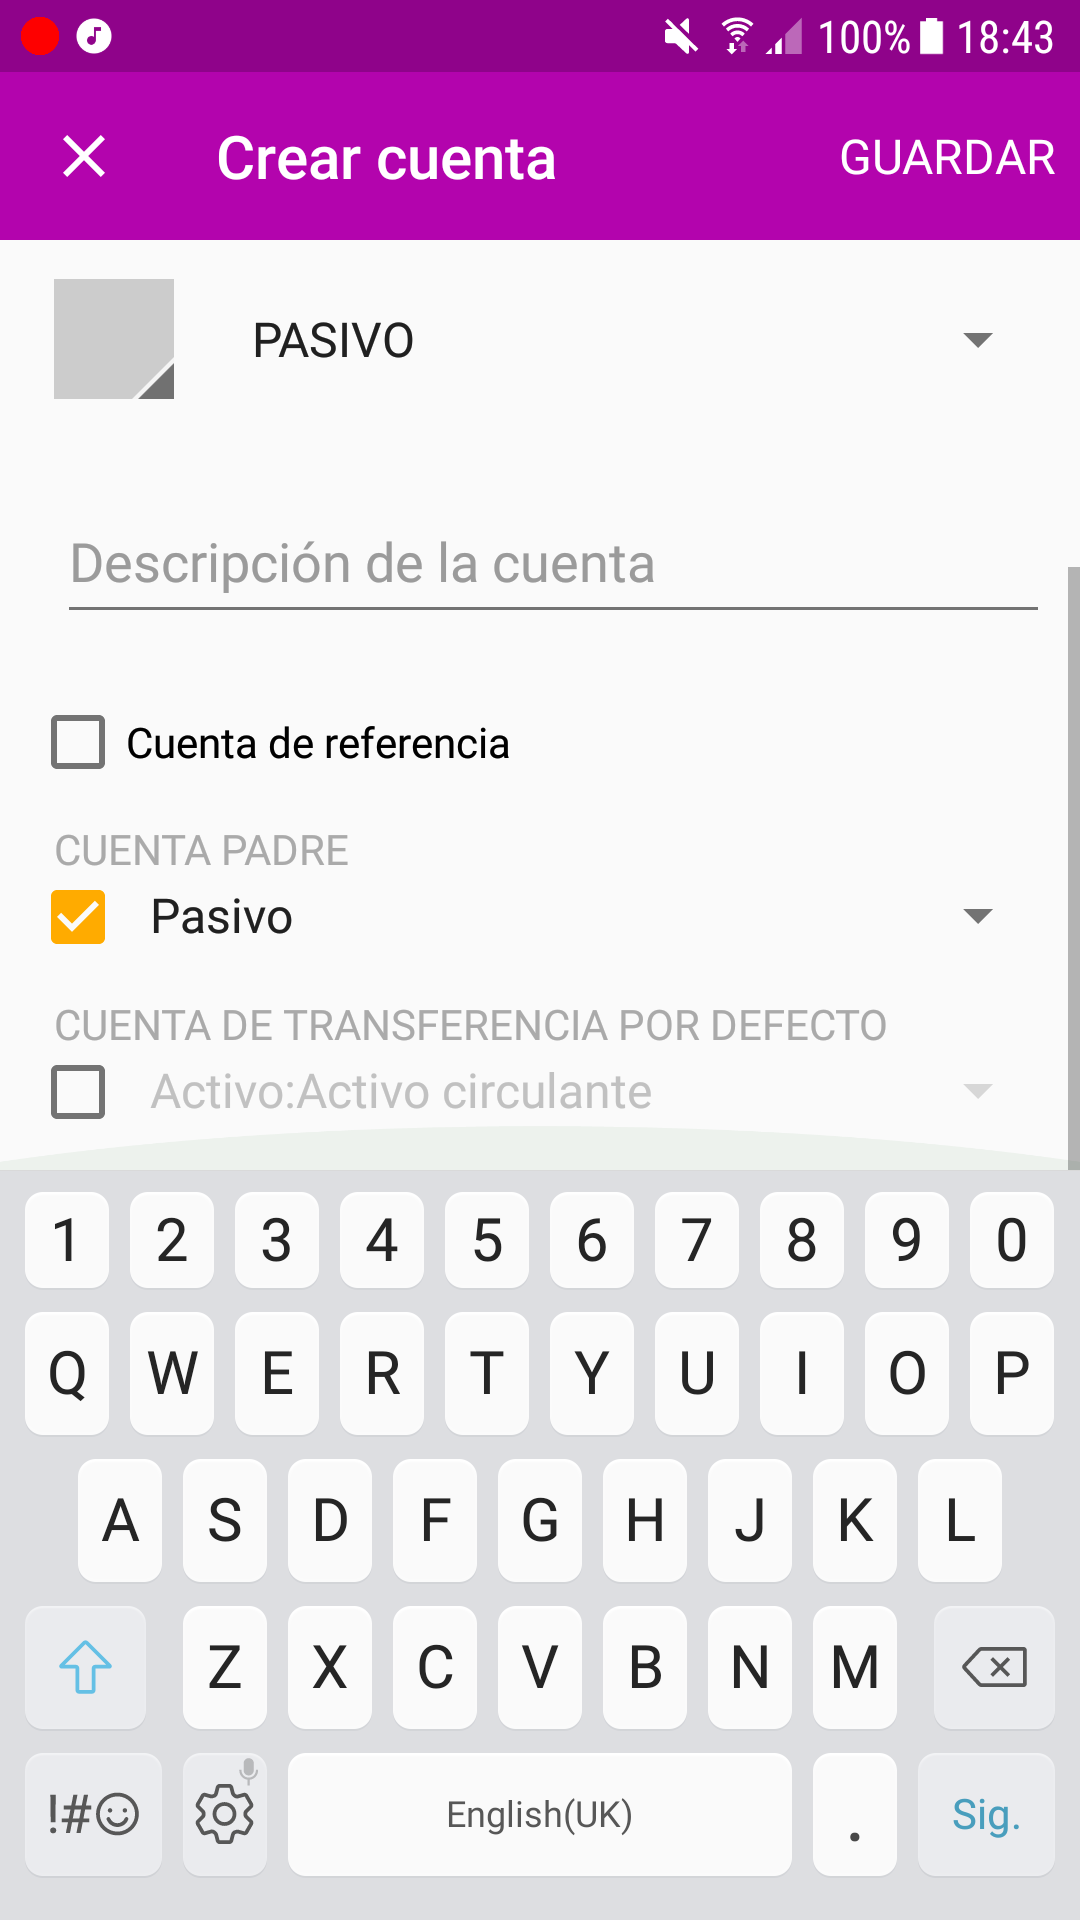 100% 18:43
Crear cuenta GUARDAR
PASIVO
Descripción de la cuenta
Cuenta de referencia
CUENTA PADRE
Pasivo
CUENTA DE TRANSFERENCIA POR DEFECTO
Activo:Activo circulante
1 2 3 4 5 6 7 8 9 0
Q W E R T Y U I O P
A S D F G H J K L
Z X C V B N M
!# English(UK) . Sig.